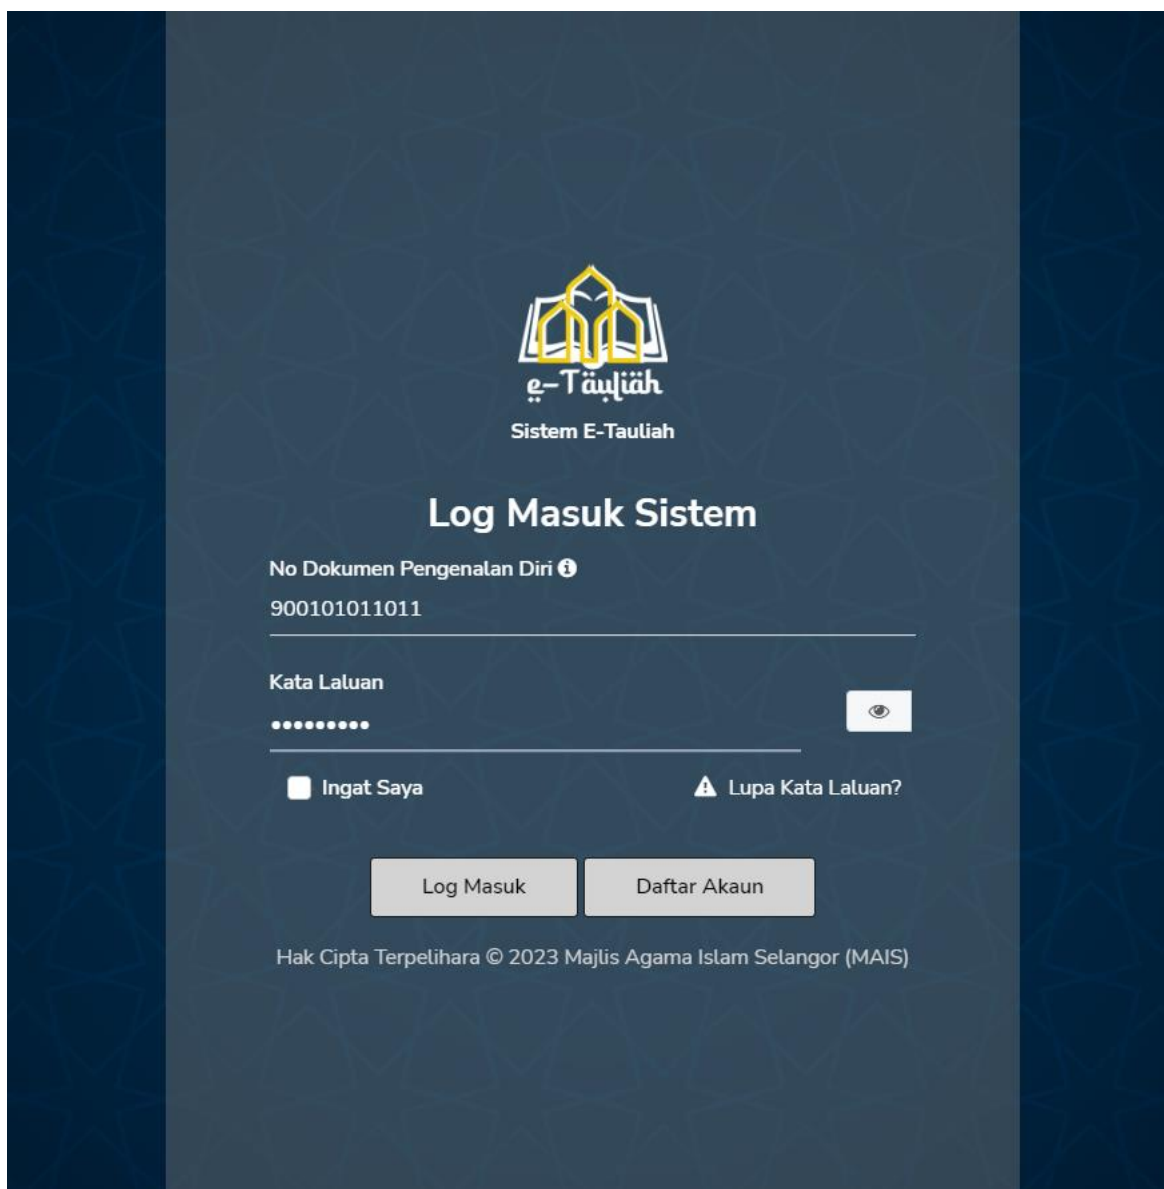 e-Tauliah
Sistem E-Tauliah
Log Masuk Sistem
No Dokumen Pengenalan Diri
900101011011
Kata Laluan
•••••••••
Ingat Saya
Lupa Kata Laluan?
Log Masuk
Daftar Akaun
Hak Cipta Terpelihara © 2023 Majlis Agama Islam Selangor (MAIS)